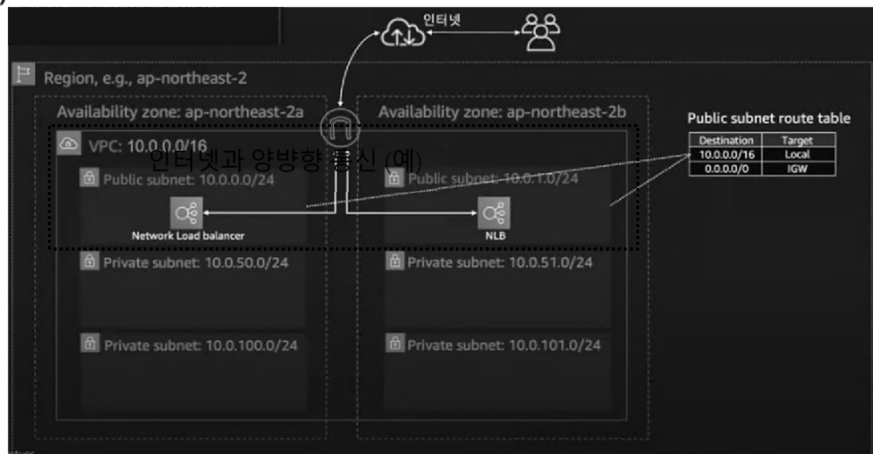 인터넷
Region, e.g., ap-northeast-2
Availability zone: ap-northeast-2a
Availability zone: ap-northeast-2b
VPC: 10.0.0.0/16
인터넷과 양방향 통신 (예)
Public subnet: 10.0.0.0/24
Public subnet: 10.0.1.0/24
Network Load balancer
NLB
Private subnet: 10.0.50.0/24
Private subnet: 10.0.51.0/24
Private subnet: 10.0.100.0/24
Private subnet: 10.0.101.0/24
Public subnet route table
Destination Target
10.0.0.0/16 Local
0.0.0.0/0 IGW